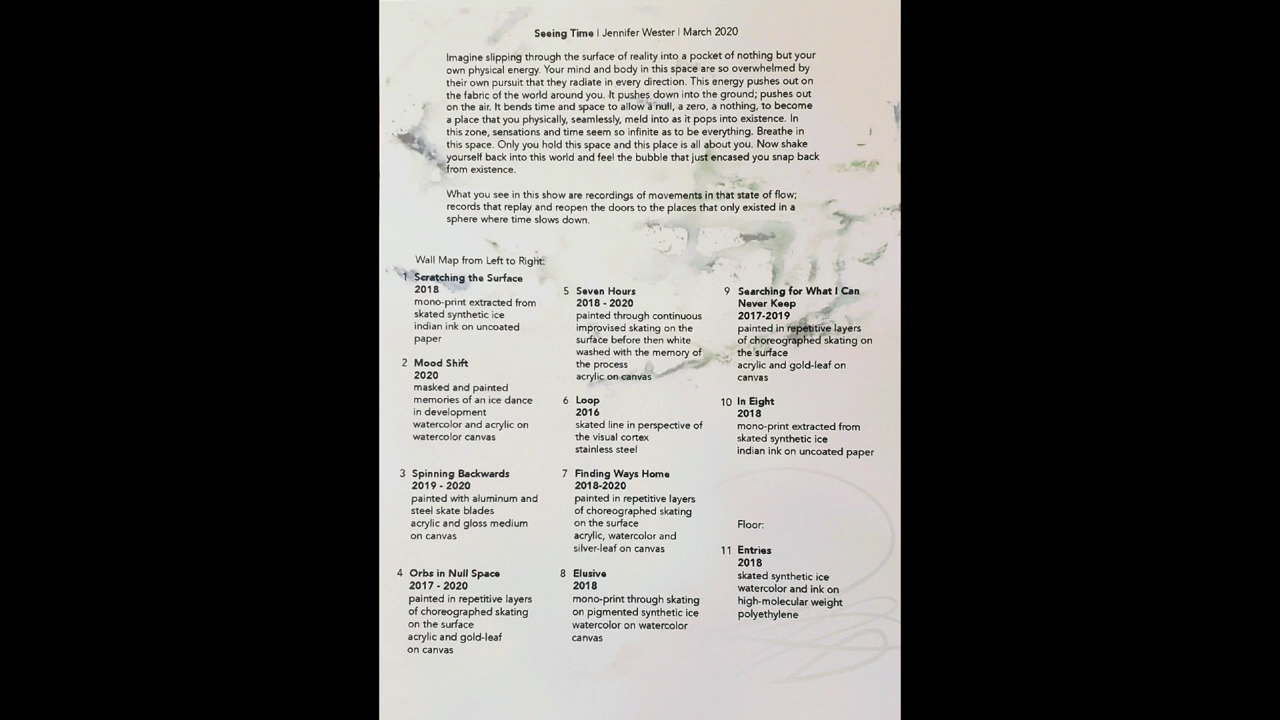 Seeing Time | Jennifer Wester | March 2020
Imagine slipping through the surface of reality into a pocket of nothing but your
own physical energy. Your mind and body in this space are so overwhelmed by
their own pursuit that they radiate in every direction. This energy pushes out on
the fabric of the world around you. It pushes down into the ground; pushes out
on the air. It bends time and space to allow a null, a zero, a nothing, to become
a place that you physically, seamlessly, meld into as it pops into existence. In
this zone, sensations and time seem so infinite as to be everything. Breathe in
this space. Only you hold this space and this place is all about you. Now shake
yourself back into this world and feel the bubble that just encased you snap back
from existence.
What you see in this show are recordings of movements in that state of flow;
records that replay and reopen the doors to the places that only existed in a
sphere where time slows down.
Wall Map from Left to Right:
1 Scratching the Surface
2018
mono-print extracted from
skated synthetic ice
indian ink on uncoated
paper
2 Mood Shift
2020
masked and painted
memories of an ice dance
in development
watercolor and acrylic on
watercolor canvas
3 Spinning Backwards
2019 - 2020
painted with aluminum and
steel skate blades
acrylic and gloss medium
on canvas
4 Orbs in Null Space
2017 - 2020
painted in repetitive layers
of choreographed skating
on the surface
acrylic and gold-leaf
on canvas
5 Seven Hours
2018 - 2020
painted through continuous
improvised skating on the
surface before then white
washed with the memory of
the process
acrylic on canvas
6 Loop
2016
skated line in perspective of
the visual cortex
stainless steel
7 Finding Ways Home
2018-2020
painted in repetitive layers
of choreographed skating
on the surface
acrylic, watercolor and
silver-leaf on canvas
8 Elusive
2018
mono-print through skating
on pigmented synthetic ice
watercolor on watercolor
canvas
9 Searching for What I Can
Never Keep
2017-2019
painted in repetitive layers
of choreographed skating on
the surface
acrylic and gold-leaf on
canvas
10 In Eight
2018
mono-print extracted from
skated synthetic ice
indian ink on uncoated paper
Floor:
11 Entries
2018
skated synthetic ice
watercolor and ink on
high-molecular weight
polyethylene